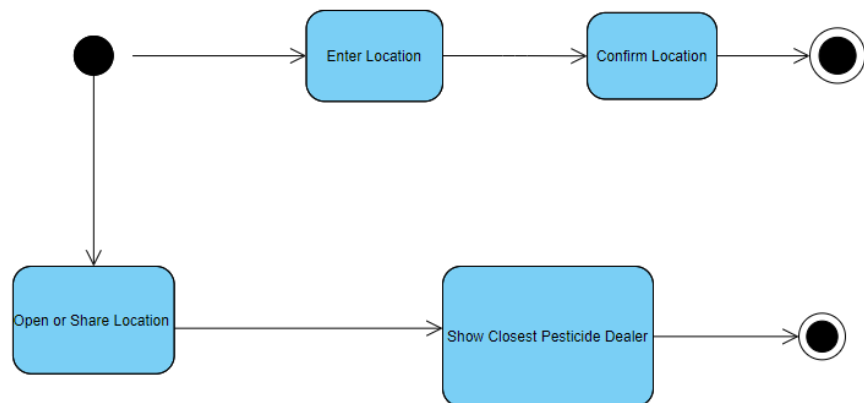 Enter Location
Confirm Location
Open or Share Location
Show Closest Pesticide Dealer